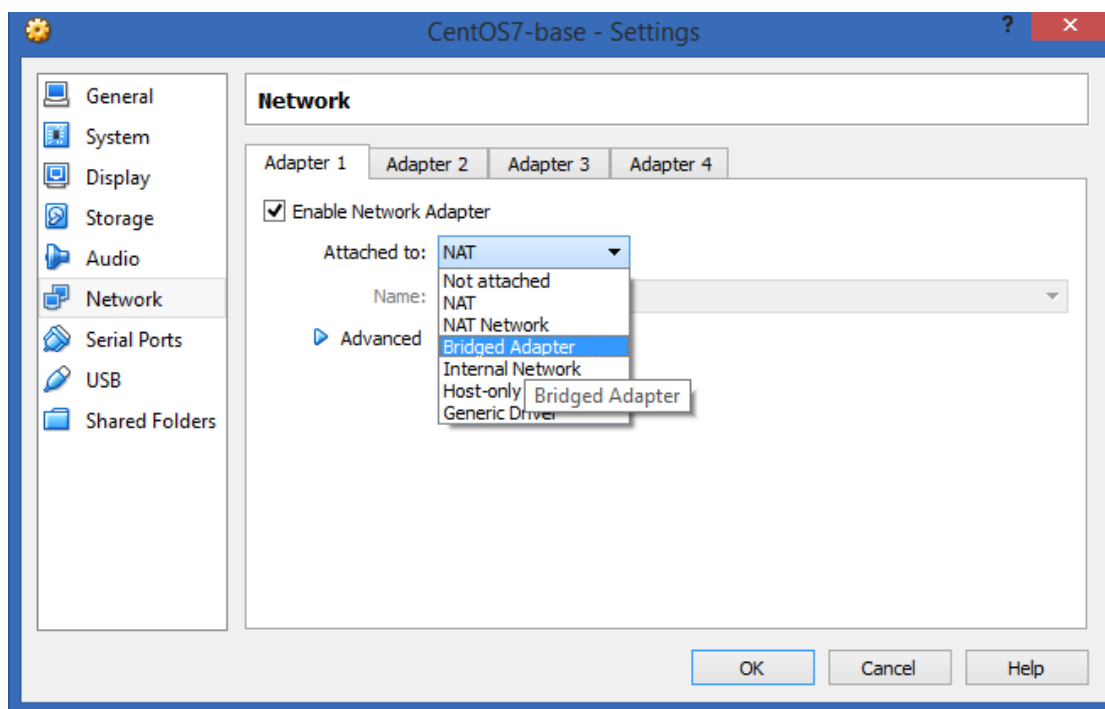 CentOS7-base - Settings
?
×
General
System
Display
Storage
Audio
Network
Serial Ports
USB
Shared Folders
Network
Adapter 1
Adapter 2
Adapter 3
Adapter 4
Enable Network Adapter
Attached to: NAT
Not attached
NAT
NAT Network
Bridged Adapter
Internal Network
Host-only
Generic Driver
Bridged Adapter
Name:
Advanced
OK
Cancel
Help